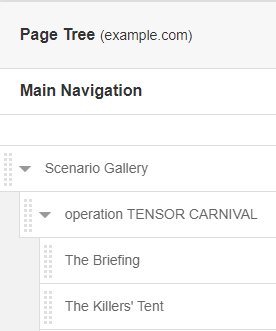 Page Tree (example.com)
Main Navigation
Scenario Gallery
operation TENSOR CARNIVAL
The Briefing
The Killers' Tent